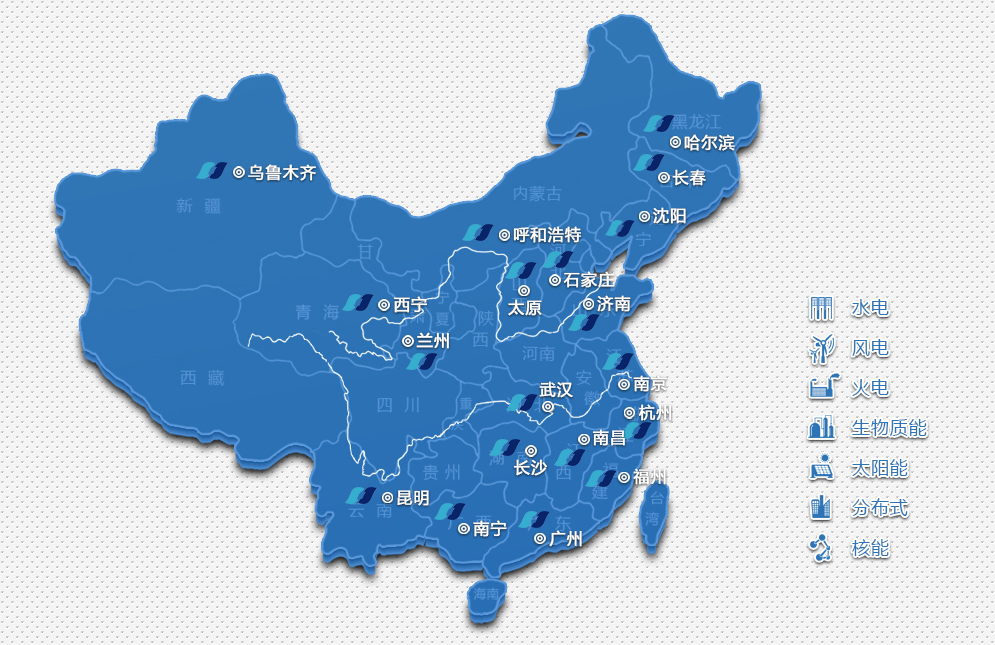 黑龙江
哈尔滨
乌鲁木齐
长春
内蒙古
新 疆
沈阳
宁
呼和浩特
甘
石家庄
西宁
太原
济南
青 海
夏
陕
西
兰州
河南
西 藏
安
徽
南京
武汉
四 川
杭州
南昌
湖
长沙
贵 州
西
福州
福
建
昆明
云 南
台
湾
南宁
西
东
广州
海南
水电
风电
火电
生物质能
太阳能
分布式
核能